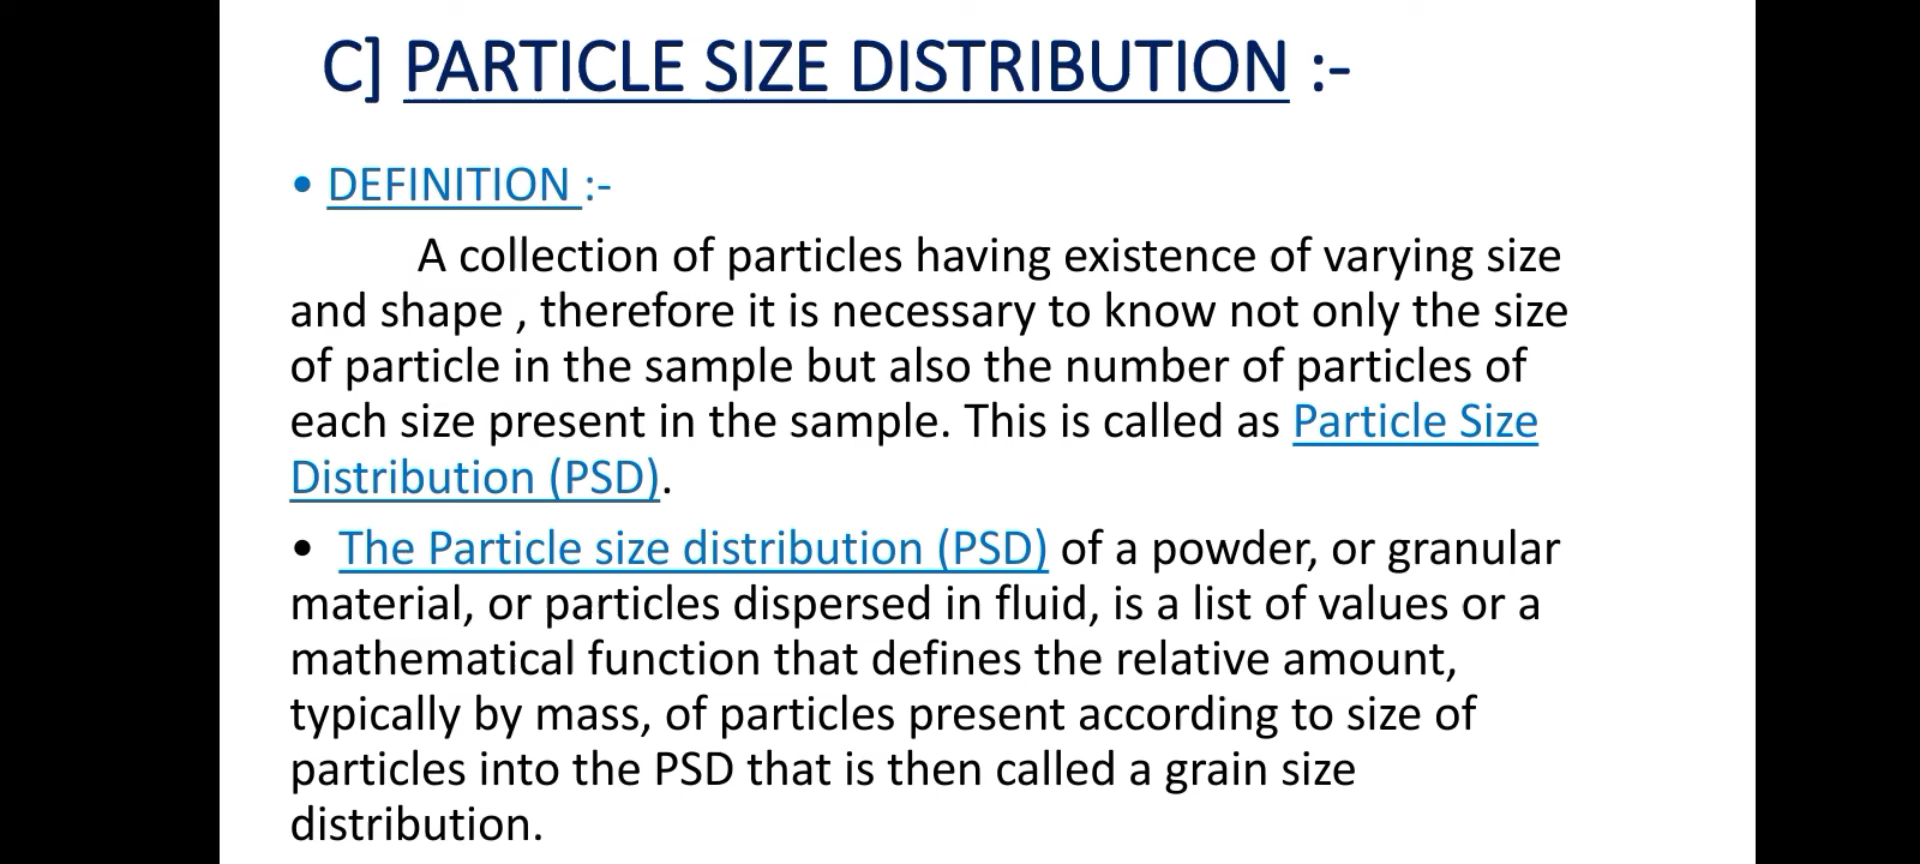 C] PARTICLE SIZE DISTRIBUTION :-
• DEFINITION :-
A collection of particles having existence of varying size
and shape , therefore it is necessary to know not only the size
of particle in the sample but also the number of particles of
each size present in the sample. This is called as Particle Size
Distribution (PSD).
• The Particle size distribution (PSD) of a powder, or granular
material, or particles dispersed in fluid, is a list of values or a
mathematical function that defines the relative amount,
typically by mass, of particles present according to size of
particles into the PSD that is then called a grain size
distribution.